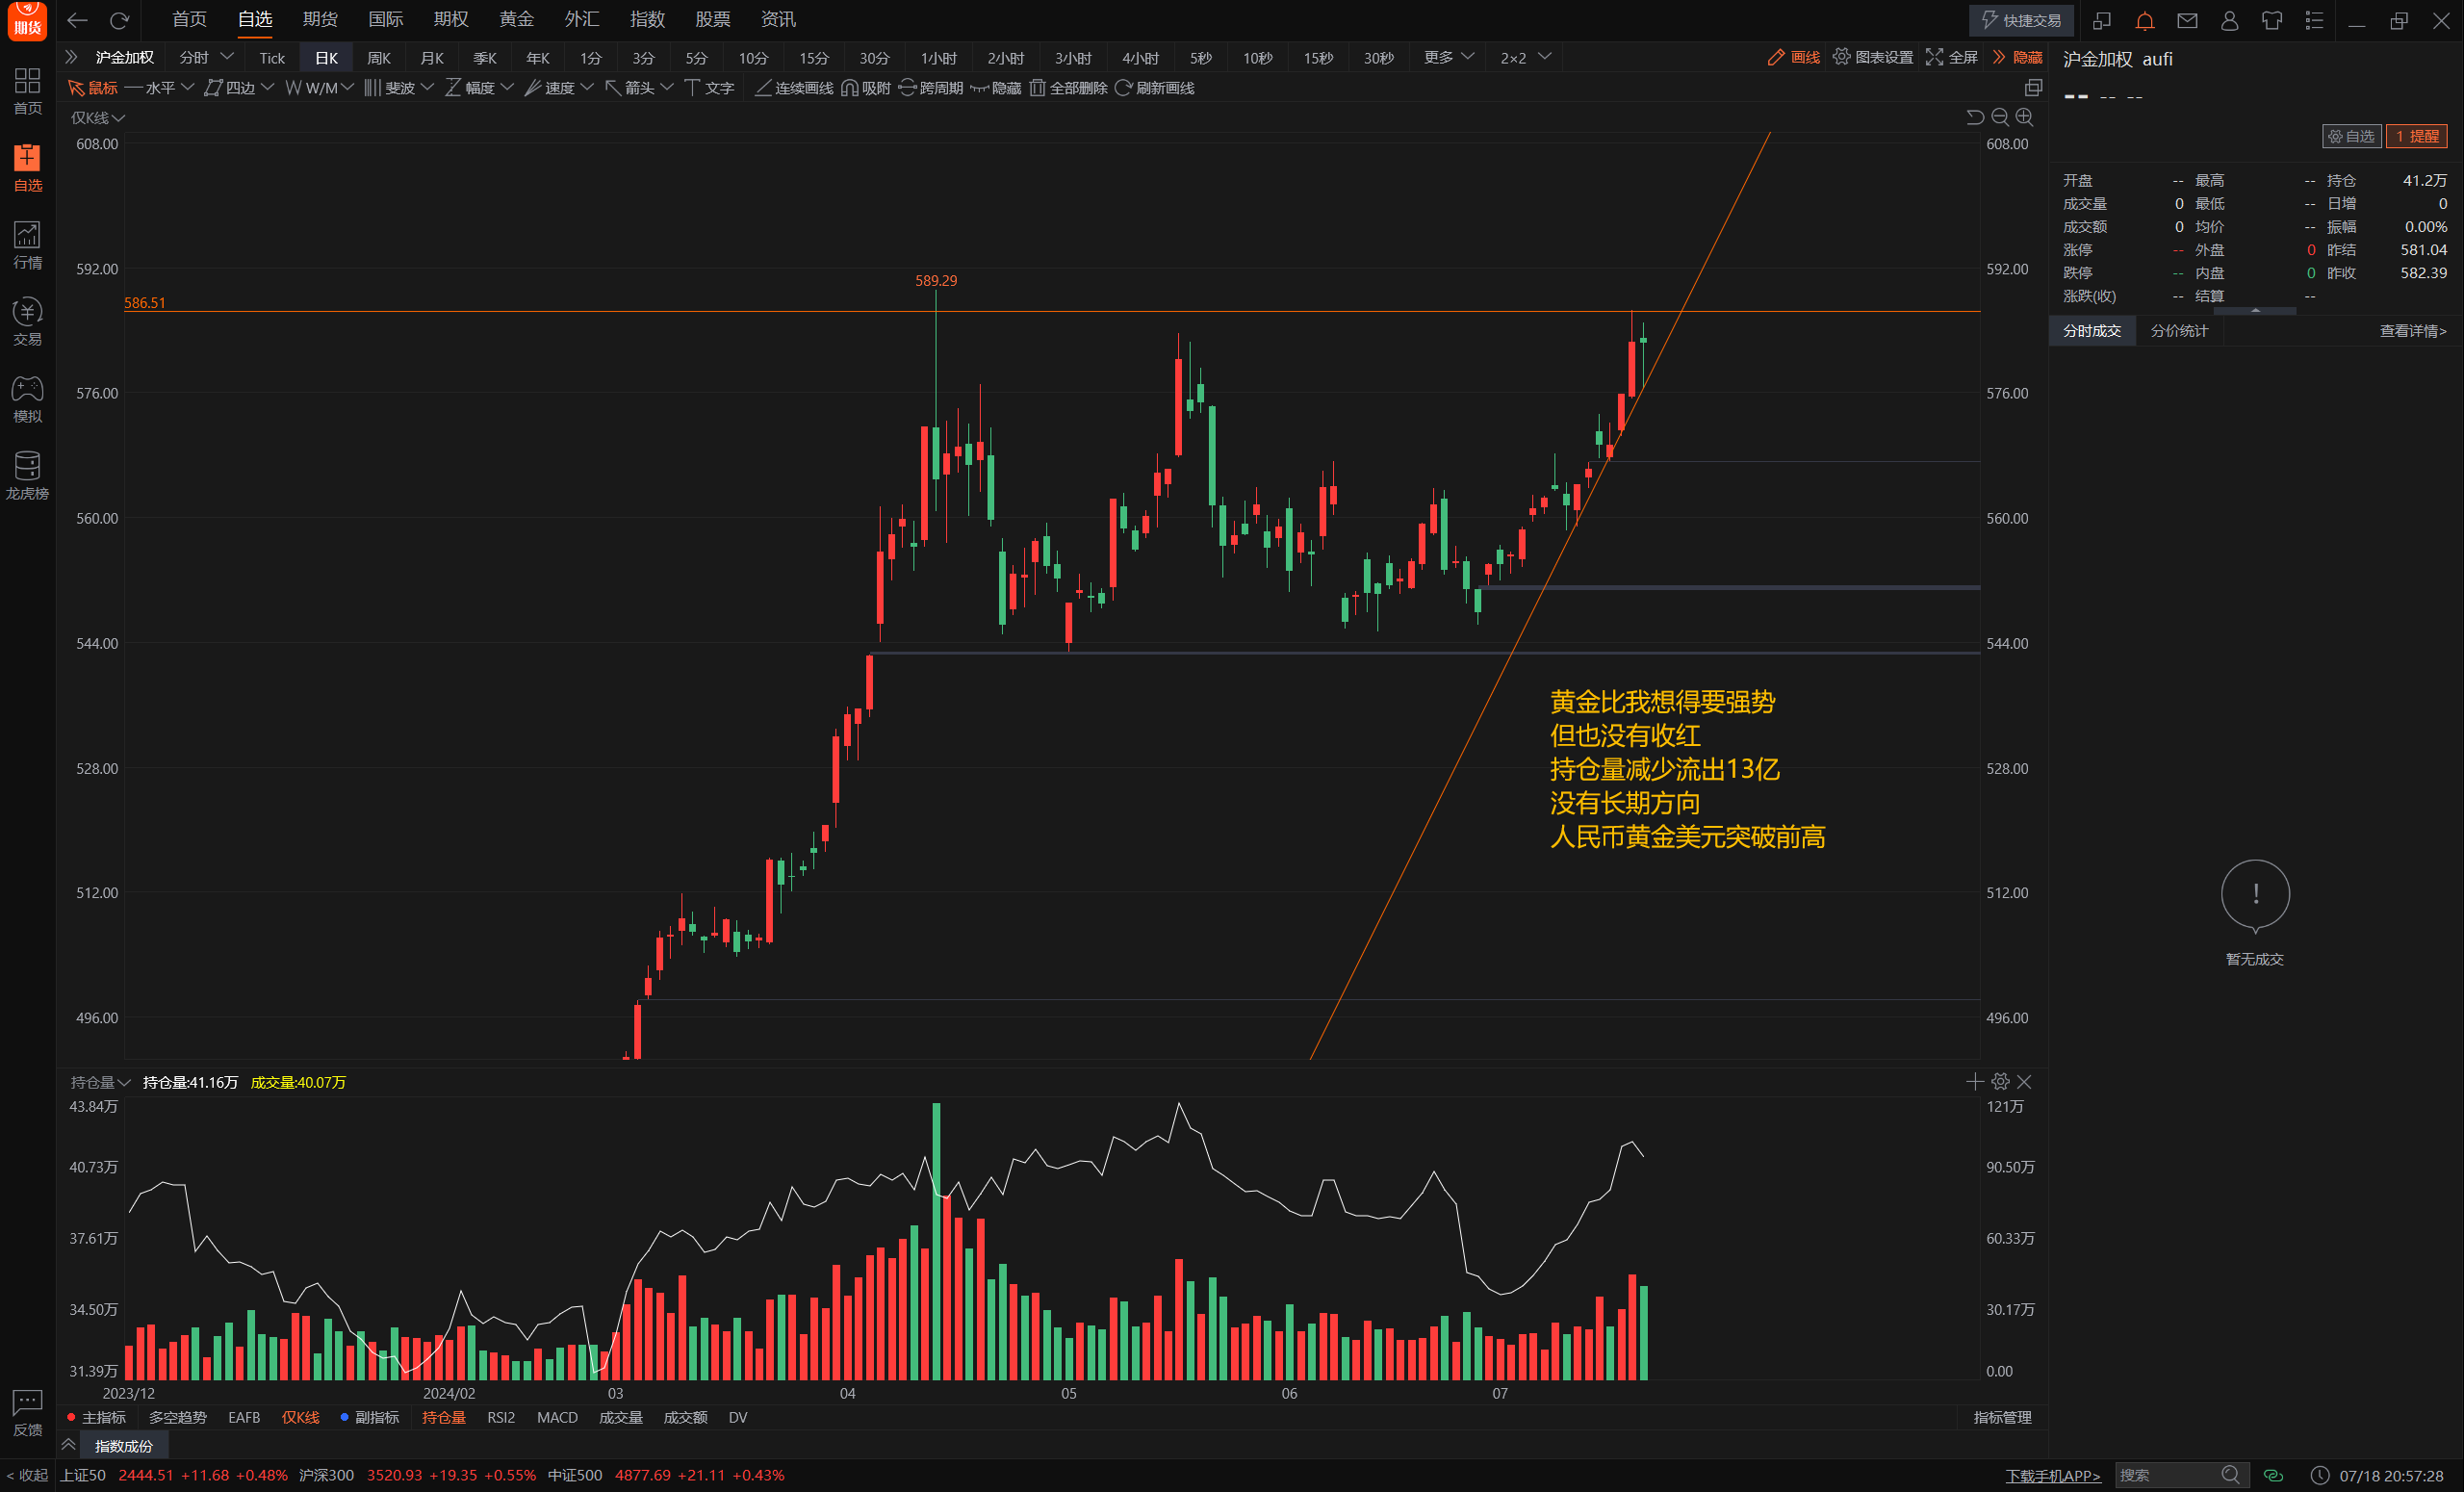 期货
首页 自选 期货 国际 期权 黄金 外汇 指数 股票 资讯
快捷交易
沪金加权 分时 Tick 日K 周K 月K 季K 年K 1分 3分 5分 10分 15分 30分 1小时 2小时 3小时 4小时 5秒 10秒 15秒 30秒 更多 2×2
画线 图表设置 全屏 隐藏
鼠标 水平 四边 W/M 斐波 幅度 速度 箭头 文字 连续画线 吸附 跨周期 隐藏 全部删除 刷新画线
首页
自选
行情
交易
模拟
龙虎榜
反馈
< 收起
仅K线
608.00
592.00
576.00
560.00
544.00
528.00
512.00
496.00
586.51
589.29
608.00
592.00
576.00
560.00
544.00
528.00
512.00
496.00
黄金比我想得要强势
但也没有收红
持仓量减少流出13亿
没有长期方向
人民币黄金美元突破前高
持仓量 持仓量:41.16万 成交量:40.07万
43.84万
40.73万
37.61万
34.50万
31.39万
121万
90.50万
60.33万
30.17万
0.00
2023/12 2024/02 03 04 05 06 07
主指标 多空趋势 EAFB 仅K线 副指标 持仓量 RSI2 MACD 成交量 成交额 DV
指标管理
指数成份
沪金加权 aufi
-- -- --
自选 1 提醒
开盘 -- 最高 -- 持仓 41.2万
成交量 0 最低 -- 日增 0
成交额 0 均价 -- 振幅 0.00%
涨停 -- 外盘 0 昨结 581.04
跌停 -- 内盘 0 昨收 582.39
涨跌(收) -- 结算 --
分时成交 分价统计 查看详情>
!
暂无成交
上证50 2444.51 +11.68 +0.48% 沪深300 3520.93 +19.35 +0.55% 中证500 4877.69 +21.11 +0.43%
下载手机APP> 搜索 07/18 20:57:28